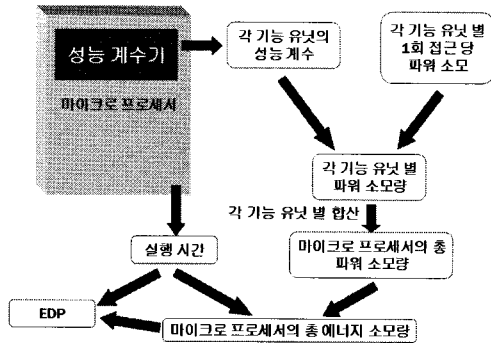 성능 계수기
마이크로 프로세서
각 기능 유닛의
성능 계수
각 기능 유닛 별
1회 접근 당
파워 소모
각 기능 유닛 별
파워 소모량
각 기능 유닛 별 합산
실행 시간
마이크로 프로세서의 총
파워 소모량
EDP
마이크로 프로세서의 총 에너지 소모량